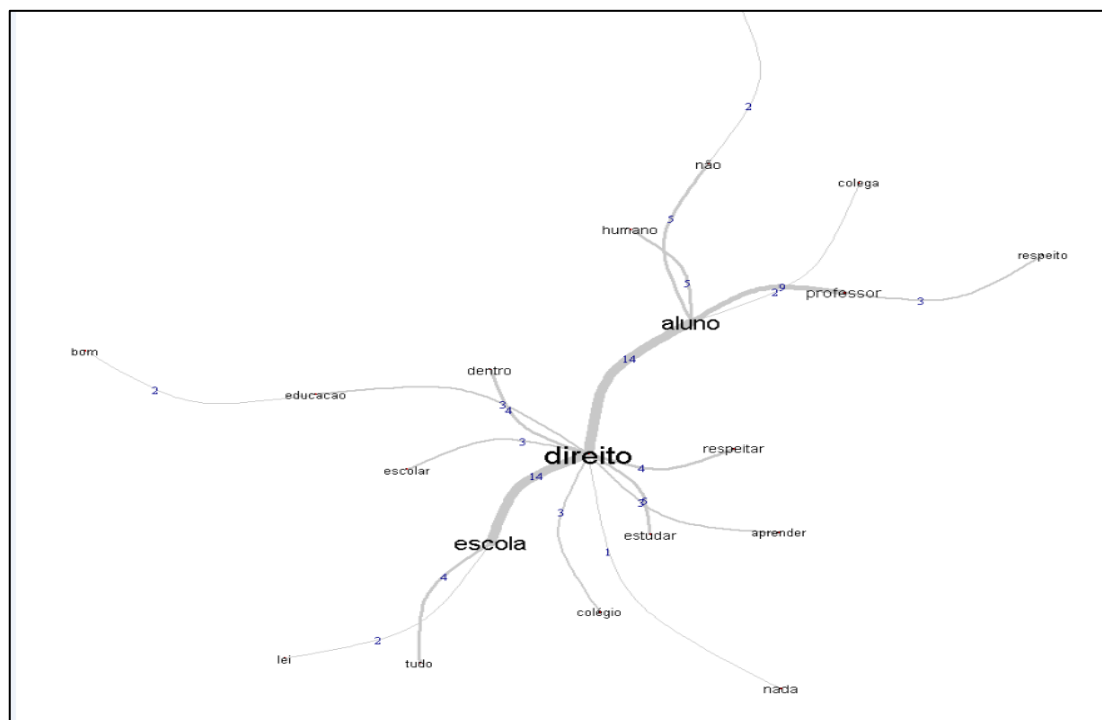 2
não
colega
5
humano
respeito
5
9
2
professor
3
aluno
14
bom
dentro
2
educacao
3
4
3
respeitar
direito
escolar
4
14
3
estudar
aprender
3
escola
1
4
colégio
2
lei
tudo
nada